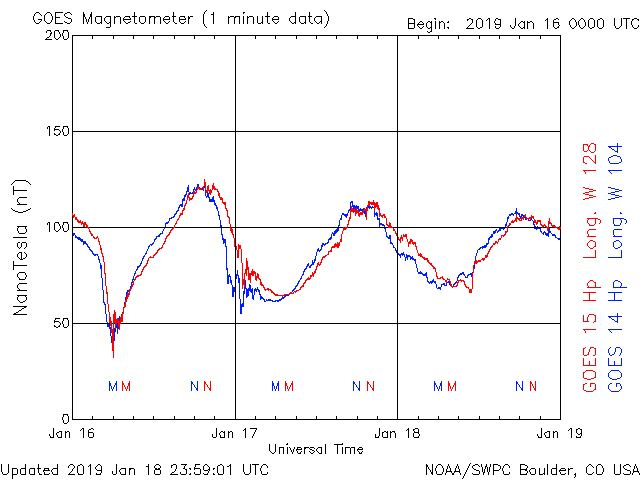 GOES Magnetometer (1 minute data)
Begin: 2019 Jan 16 0000 UTC
200
150
100
50
0
NanoTesla (nT)
M M N N M M N N M M N N
Jan 16 Jan 17 Jan 18 Jan 19
Universal Time
GOES 15 Hp Long. W 128
GOES 14 Hp Long. W 104
Updated 2019 Jan 18 23:59:01 UTC
NOAA/SWPC Boulder, CO USA